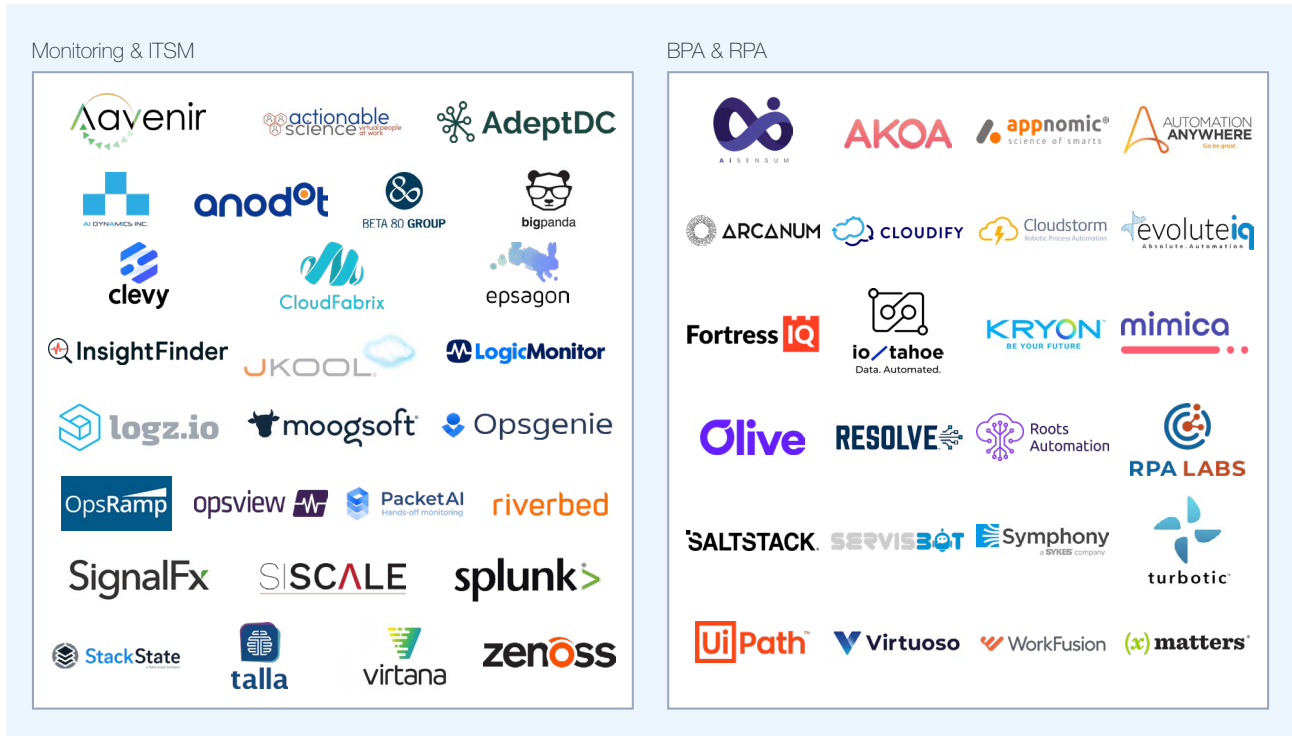 Monitoring & ITSM
Aavenir
actionable
science virtual people
at work
AdeptDC
AI DYNAMICS INC.
anodot
BETA 80 GROUP
bigpanda
clevy
CloudFabrix
epsagon
InsightFinder
JKOOL
LogicMonitor
logz.io
moogsoft
Opsgenie
OpsRamp
opsview
PacketAI
Hands-off monitoring
riverbed
SignalFx
SISCALE
splunk>
StackState
talla
virtana
zenoss
BPA & RPA
AiSENSUM
AKOA
appnomic®
science of smarts
AUTOMATION
ANYWHERE
Go be great.
ARCANUM
CLOUDIFY
Cloudstorm
Robotic Process Automation
evoluteiq
Absolute.Automation
Fortress IQ
io/tahoe
Data. Automated.
KRYON™
BE YOUR FUTURE
mimica
Olive
RESOLVE
Roots
Automation
RPA LABS
SALTSTACK.
SERVISBOT
Symphony
a SYKES company
turbotic
UiPath™
Virtuoso
WorkFusion
(x)matters®